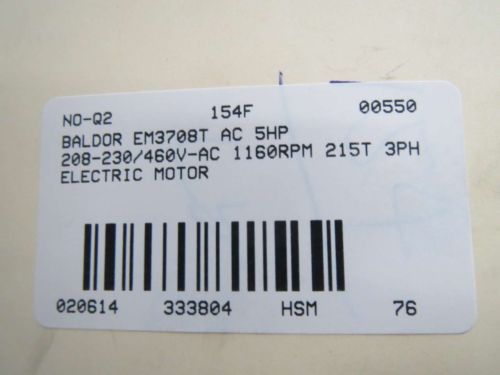 NO-Q2 154F 00550
BALDOR EM3708T AC 5HP
208-230/460V-AC 1160RPM 215T 3PH
ELECTRIC MOTOR
020614 333804 HSM 76